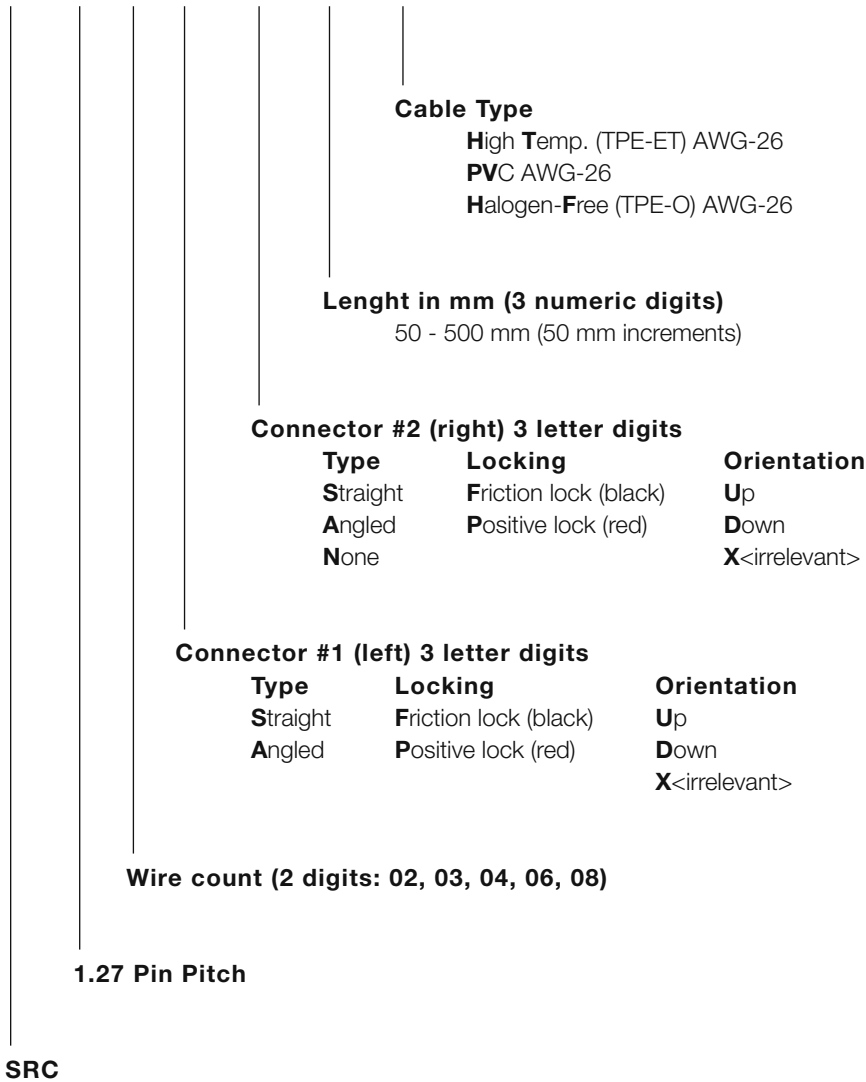 Cable Type
High Temp. (TPE-ET) AWG-26
PVC AWG-26
Halogen-Free (TPE-O) AWG-26
Lenght in mm (3 numeric digits)
50 - 500 mm (50 mm increments)
Connector #2 (right) 3 letter digits
Type Locking Orientation
Straight Friction lock (black) Up
Angled Positive lock (red) Down
None X<irrelevant>
Connector #1 (left) 3 letter digits
Type Locking Orientation
Straight Friction lock (black) Up
Angled Positive lock (red) Down
X<irrelevant>
Wire count (2 digits: 02, 03, 04, 06, 08)
1.27 Pin Pitch
SRC